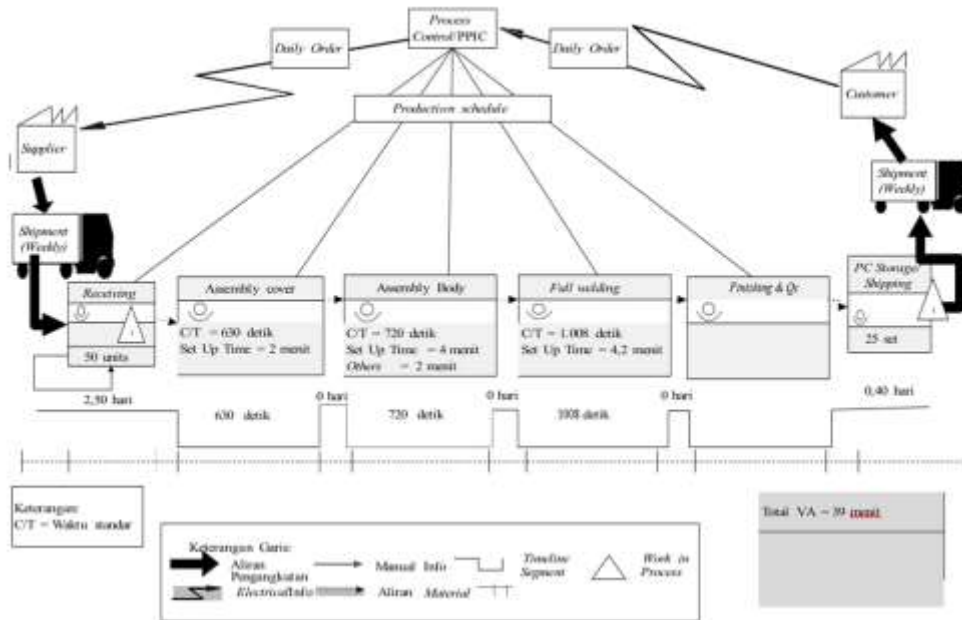 Process
Control/PPIC
Daily Order
Daily Order
Customer
Production schedule
Supplier
Shipment
(Weekly)
Shipment
(Weekly)
Receiving
50 units
Assembly cover
C/T = 630 detik
Set Up Time = 2 menit
Assembly Body
C/T = 720 detik
Set Up Time = 4 menit
Others = 2 menit
Full welding
C/T = 1.008 detik
Set Up Time = 4,2 menit
Finishing & Qc
PC Storage/
Shipping
25 set
2,50 hari
630 detik
0 hari
720 detik
0 hari
1008 detik
0 hari
0,40 hari
Keterangan:
C/T = Waktu standar
Total VA = 39 menit
Keterangan Garis:
Aliran
Pengangkutan
Manual Info
Timeline
Segment
Work in
Process
Electrical Info
Aliran Material